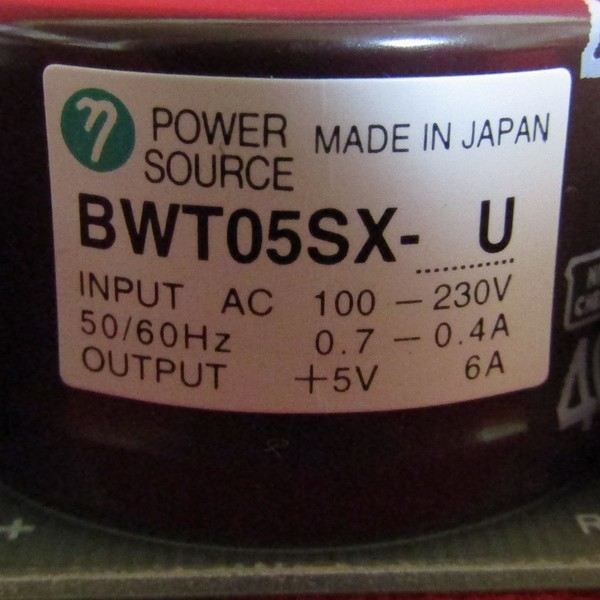 η POWER SOURCE MADE IN JAPAN
BWT05SX- U
INPUT AC 100 – 230V
50/60Hz 0.7 – 0.4A
OUTPUT +5V 6A
+
R